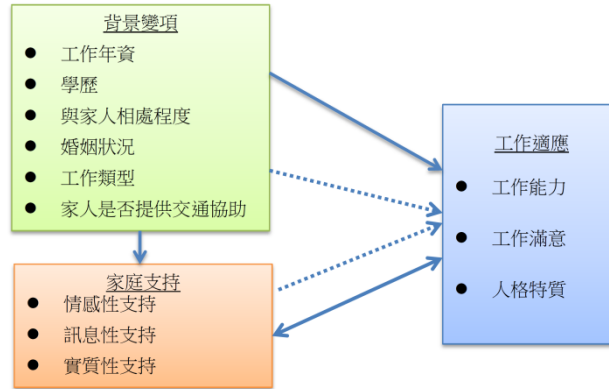 背景變項
● 工作年資
● 學歷
● 與家人相處程度
● 婚姻狀況
● 工作類型
● 家人是否提供交通協助
家庭支持
● 情感性支持
● 訊息性支持
● 實質性支持
工作適應
● 工作能力
● 工作滿意
● 人格特質